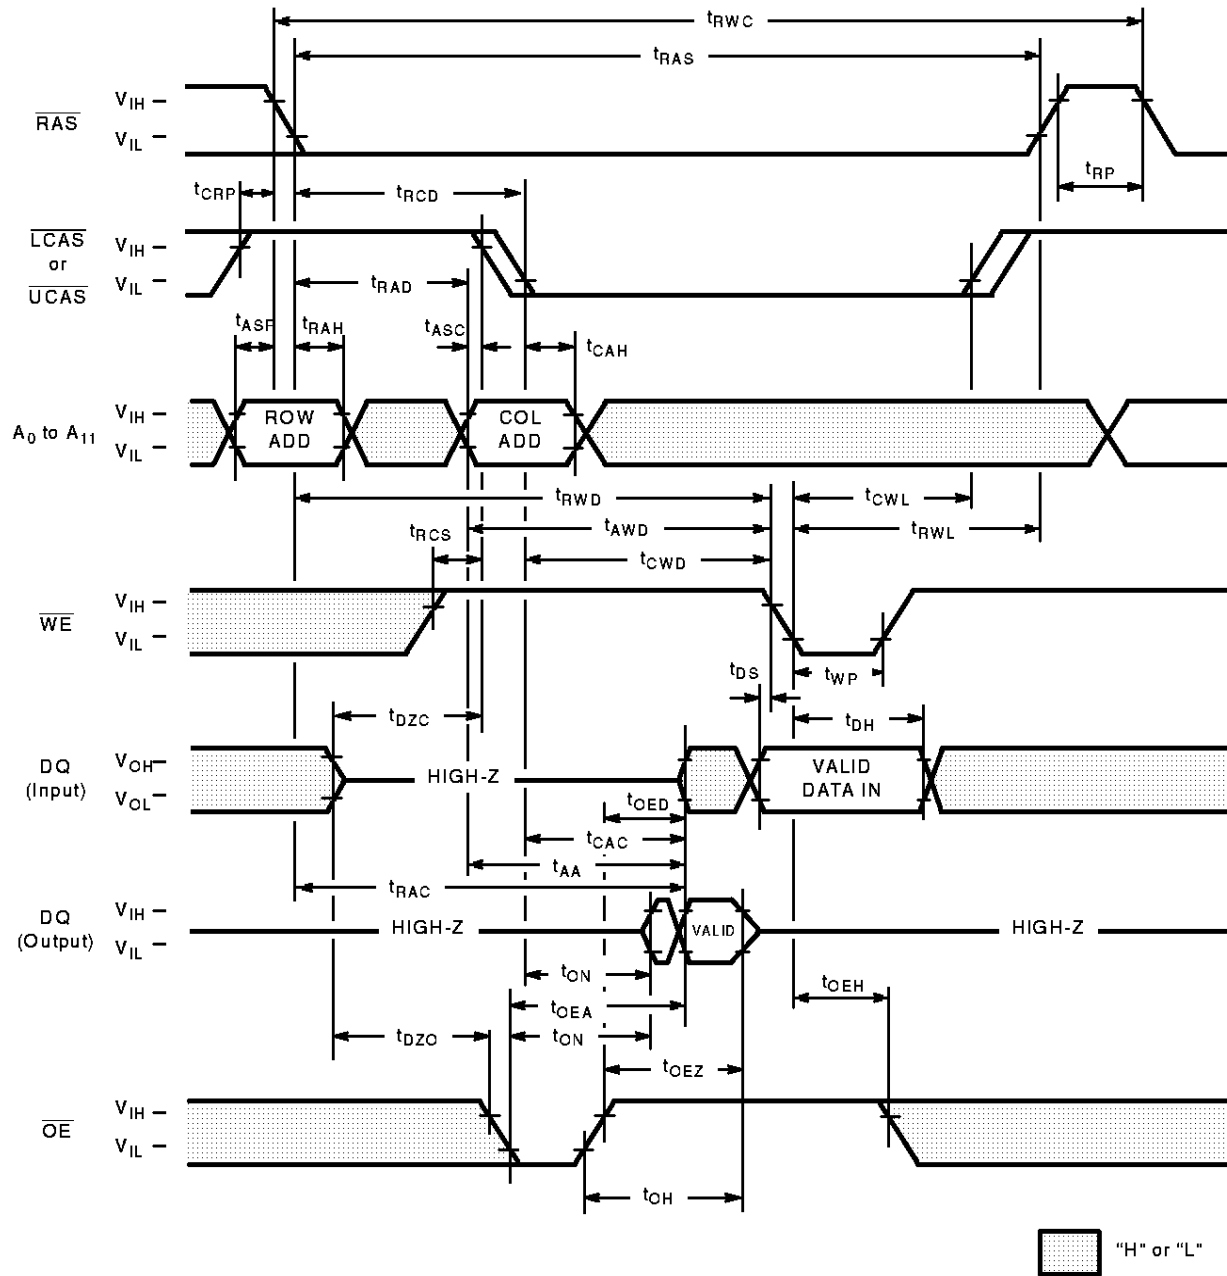 tRWC
tRAS
RAS
VIH
VIL
tCRP
tRCD
tRP
LCAS
or
UCAS
VIH
VIL
tRAD
tASR
tRAH
tASC
tCAH
A0 to A11
VIH
VIL
ROW
ADD
COL
ADD
tRWD
tCWL
tRCS
tAWD
tRWL
tCWD
WE
VIH
VIL
tDS
tWP
tDZC
tDH
DQ
(Input)
VOH
VOL
HIGH-Z
VALID
DATA IN
tOED
tCAC
tAA
tRAC
DQ
(Output)
VIH
VIL
HIGH-Z
VALID
HIGH-Z
tON
tOEH
tOEA
tDZO
tON
tOEZ
OE
VIH
VIL
tOH
"H" or "L"